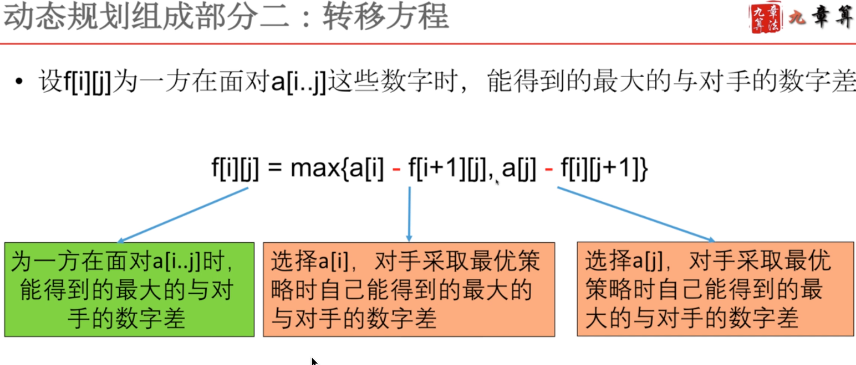 动态规划组成部分二：转移方程
九章算法
九章算
• 设f[i][j]为一方在面对a[i..j]这些数字时，能得到的最大的与对手的数字差
f[i][j] = max{a[i] - f[i+1][j], a[j] - f[i][j+1]}
为一方在面对a[i..j]时，
能得到的最大的与对
手的数字差
选择a[i]，对手采取最优策
略时自己能得到的最大的
与对手的数字差
选择a[j]，对手采取最优
策略时自己能得到的最
大的与对手的数字差